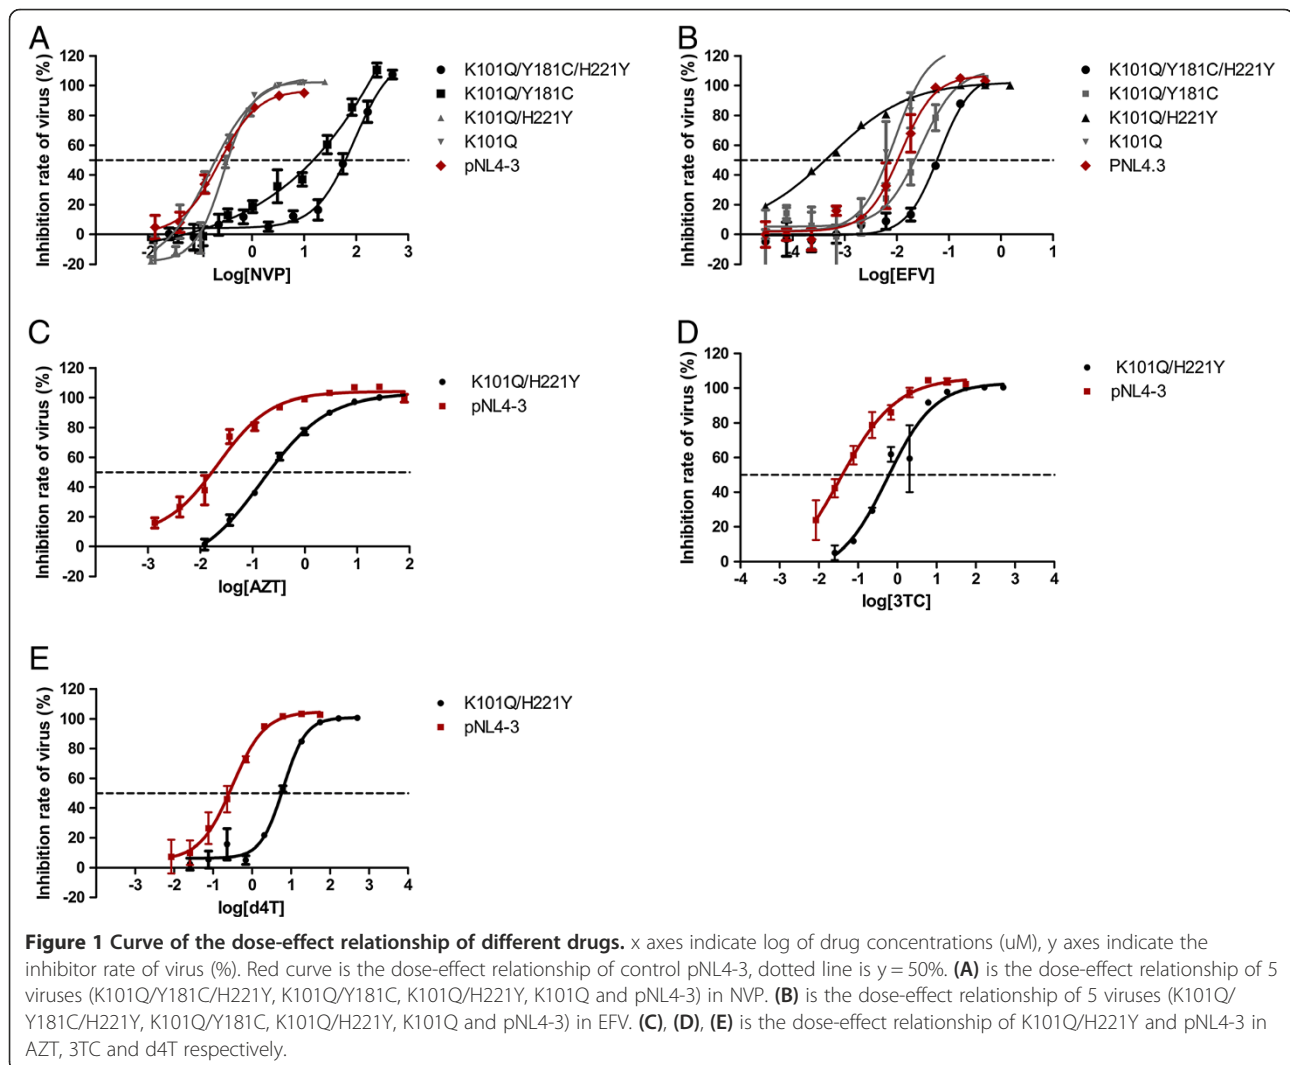 A
Inhibition rate of virus (%)
120
100
80
60
40
20
0
-20
-2
-1
0
1
2
3
Log[NVP]
K101Q/Y181C/H221Y
K101Q/Y181C
K101Q/H221Y
K101Q
pNL4-3
B
Inhibition rate of virus (%)
120
100
80
60
40
20
0
-20
-4
-3
-2
-1
0
1
Log[EFV]
K101Q/Y181C/H221Y
K101Q/Y181C
K101Q/H221Y
K101Q
PNL4.3
C
Inhibition rate of virus (%)
120
100
80
60
40
20
0
-20
-3
-2
-1
0
1
2
log[AZT]
K101Q/H221Y
pNL4-3
D
Inhibition rate of virus (%)
120
100
80
60
40
20
0
-4
-3
-2
-1
0
1
2
3
4
log[3TC]
K101Q/H221Y
pNL4-3
E
Inhibition rate of virus (%)
120
100
80
60
40
20
0
-20
-3
-2
-1
0
1
2
3
4
log[d4T]
K101Q/H221Y
pNL4-3
Figure 1 Curve of the dose-effect relationship of different drugs. x axes indicate log of drug concentrations (uM), y axes indicate the
inhibitor rate of virus (%). Red curve is the dose-effect relationship of control pNL4-3, dotted line is y = 50%. (A) is the dose-effect relationship of 5
viruses (K101Q/Y181C/H221Y, K101Q/Y181C, K101Q/H221Y, K101Q and pNL4-3) in NVP. (B) is the dose-effect relationship of 5 viruses (K101Q/
Y181C/H221Y, K101Q/Y181C, K101Q/H221Y, K101Q and pNL4-3) in EFV. (C), (D), (E) is the dose-effect relationship of K101Q/H221Y and pNL4-3 in
AZT, 3TC and d4T respectively.